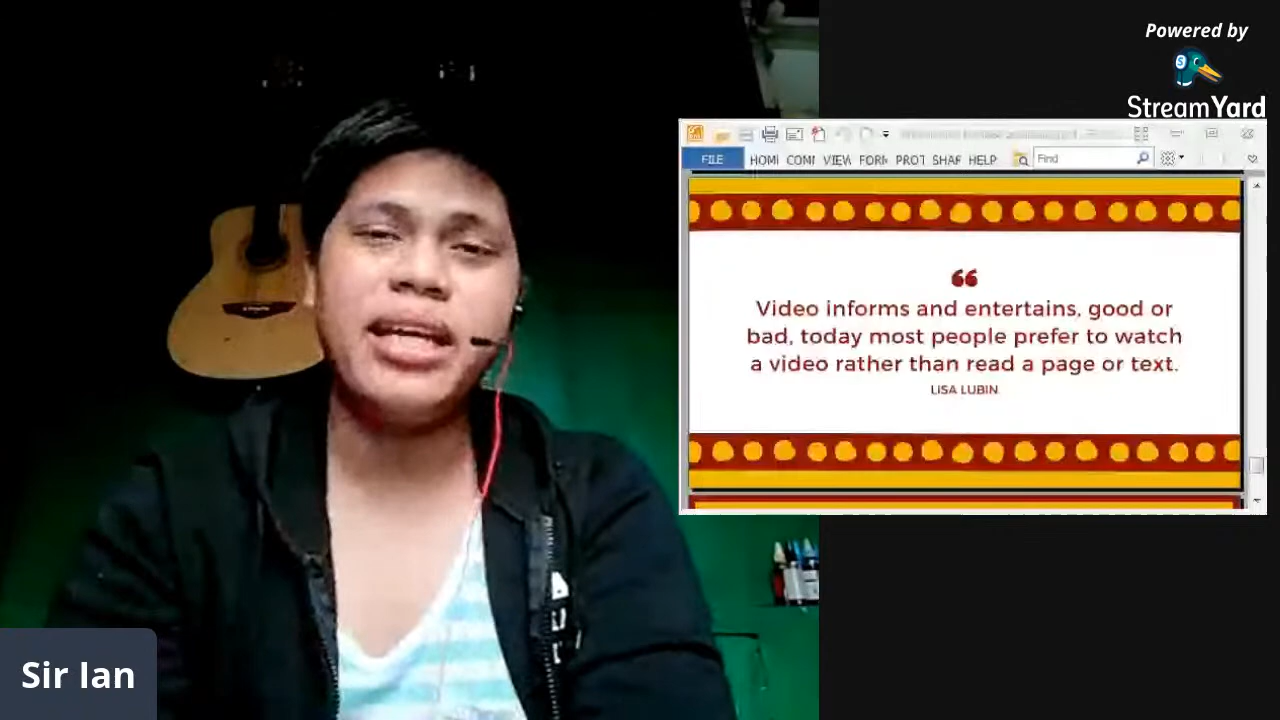 Powered by
StreamYard
FILE HOMI COMI VIEW FORM PROT SHAF HELP Find
❝
Video informs and entertains, good or
bad, today most people prefer to watch
a video rather than read a page or text.
LISA LUBIN
Sir Ian